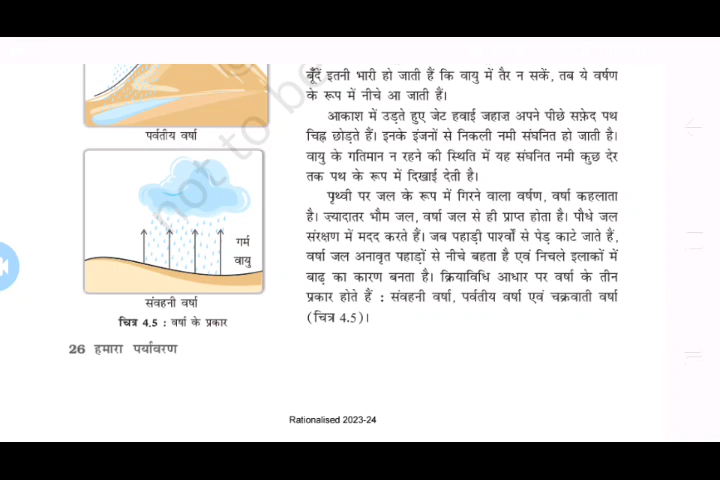 बूँदें इतनी भारी हो जाती हैं कि वायु में तैर न सकें, तब ये वर्षण
के रूप में नीचे आ जाती हैं।
आकाश में उड़ते हुए जेट हवाई जहाज़ अपने पीछे सफ़ेद पथ
चिह्न छोड़ते हैं। इनके इंजनों से निकली नमी संघनित हो जाती है।
वायु के गतिमान न रहने की स्थिति में यह संघनित नमी कुछ देर
तक पथ के रूप में दिखाई देती है।
पृथ्वी पर जल के रूप में गिरने वाला वर्षण, वर्षा कहलाता
है। ज़्यादातर भौम जल, वर्षा जल से ही प्राप्त होता है। पौधे जल
संरक्षण में मदद करते हैं। जब पहाड़ी पार्श्वों से पेड़ काटे जाते हैं,
वर्षा जल अनावृत पहाड़ों से नीचे बहता है एवं निचले इलाकों में
बाढ़ का कारण बनता है। क्रियाविधि आधार पर वर्षा के तीन
प्रकार होते हैं : संवहनी वर्षा, पर्वतीय वर्षा एवं चक्रवाती वर्षा
(चित्र 4.5)।
पर्वतीय वर्षा
गर्म
वायु
संवहनी वर्षा
चित्र 4.5 : वर्षा के प्रकार
26 हमारा पर्यावरण
not to be
Rationalised 2023-24